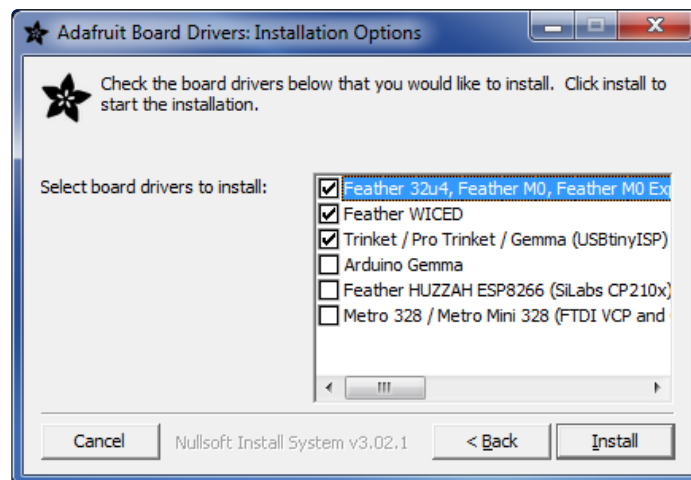 Adafruit Board Drivers: Installation Options
Check the board drivers below that you would like to install. Click install to
start the installation.
Select board drivers to install:
Feather 32u4, Feather M0, Feather M0 Exp
Feather WICED
Trinket / Pro Trinket / Gemma (USBtinyISP)
Arduino Gemma
Feather HUZZAH ESP8266 (SiLabs CP210x)
Metro 328 / Metro Mini 328 (FTDI VCP and
Cancel
Nullsoft Install System v3.02.1
< Back
Install